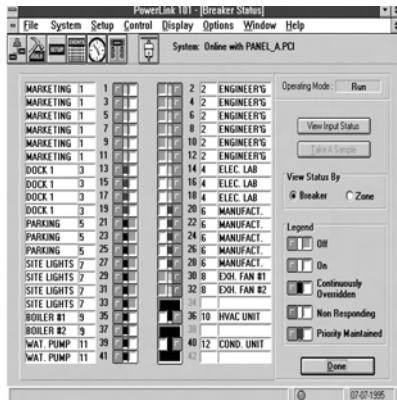 PowerLink 101 - [Breaker Status]
File System Setup Control Display Options Window Help
System: Online with PANEL_A.PCI
MARKETING 1 1 2 2 ENGINEER'G
MARKETING 1 3 4 2 ENGINEER'G
MARKETING 1 5 6 2 ENGINEER'G
MARKETING 1 7 8 2 ENGINEER'G
MARKETING 1 9 10 2 ENGINEER'G
MARKETING 1 11 12 2 ENGINEER'G
DOCK 1 3 13 14 4 ELEC. LAB
DOCK 1 3 15 16 4 ELEC. LAB
DOCK 1 3 17 18 4 ELEC. LAB
DOCK 1 3 19 20 6 MANUFACT.
PARKING 5 21 22 6 MANUFACT.
PARKING 5 23 24 6 MANUFACT.
PARKING 5 25 26 6 MANUFACT.
SITE LIGHTS 7 27 28 6 MANUFACT.
SITE LIGHTS 7 29 30 8 EXH. FAN #1
SITE LIGHTS 7 31 32 8 EXH. FAN #2
SITE LIGHTS 7 33 34
BOILER #1 9 35 36 10 HVAC UNIT
BOILER #2 9 37 38
WAT. PUMP 11 39 40 12 COND. UNIT
WAT. PUMP 11 41 42
Operating Mode: Run
View Input Status
Take A Sample
View Status By
Breaker Zone
Legend
Off
On
Continuously
Overridden
Non Responding
Priority Maintained
Done
07-07-1995